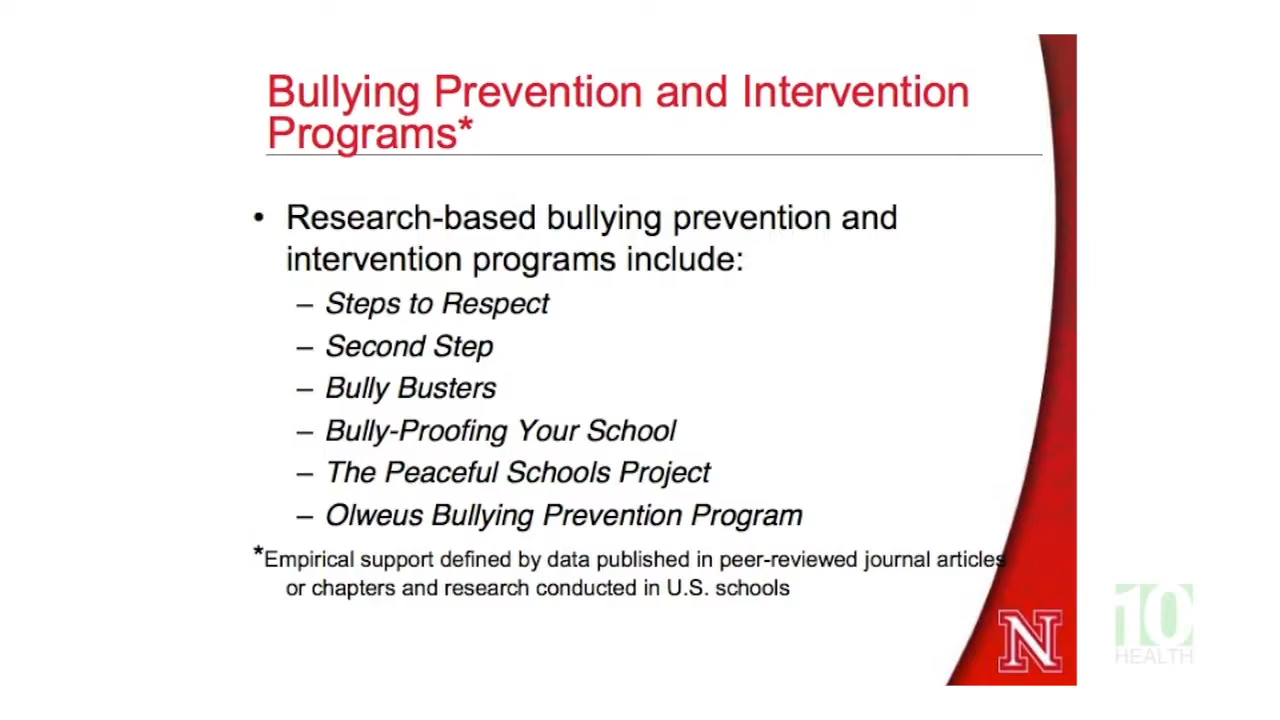 Bullying Prevention and Intervention
Programs*
• Research-based bullying prevention and
intervention programs include:
– Steps to Respect
– Second Step
– Bully Busters
– Bully-Proofing Your School
– The Peaceful Schools Project
– Olweus Bullying Prevention Program
*Empirical support defined by data published in peer-reviewed journal articles
or chapters and research conducted in U.S. schools
N
10
HEALTH